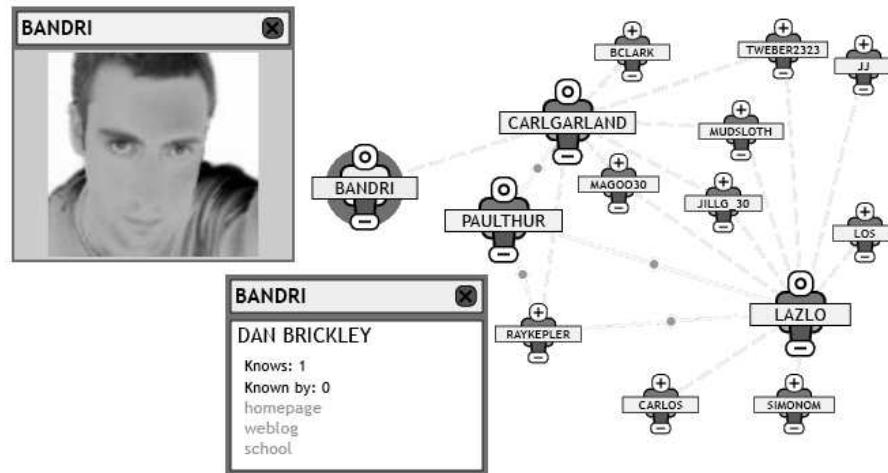 BANDRI
BCLARK
TWEBER2323
JJ
CARLGARLAND
MUDSLOTH
BANDRI
MAGOO30
JILLG_30
PAULTHUR
LOS
BANDRI
LAZLO
DAN BRICKLEY
RAYKEPLER
Knows: 1
Known by: 0
homepage
weblog
school
CARLOS
SIMONOM